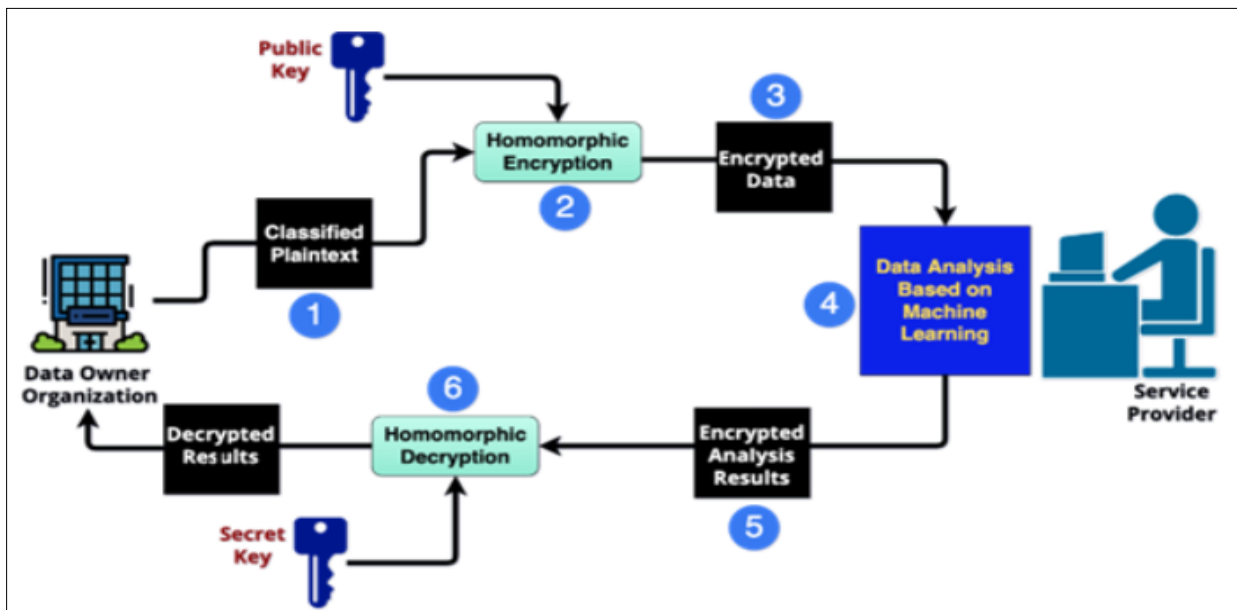 Public
Key
3
Homomorphic
Encryption
Encrypted
Data
2
Classified
Plaintext
1
Data Analysis
Based on
Machine
Learning
4
Data Owner
Organization
Service
Provider
6
Decrypted
Results
Homomorphic
Decryption
Encrypted
Analysis
Results
5
Secret
Key